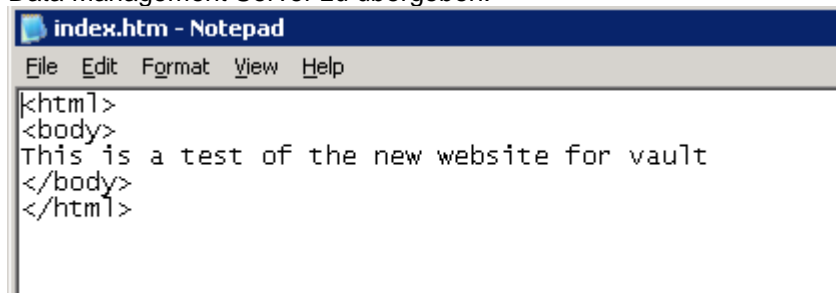 Data Management Server zu übergeben.
index.htm - Notepad
File Edit Format View Help
<html>
<body>
This is a test of the new website for vault
</body>
</html>